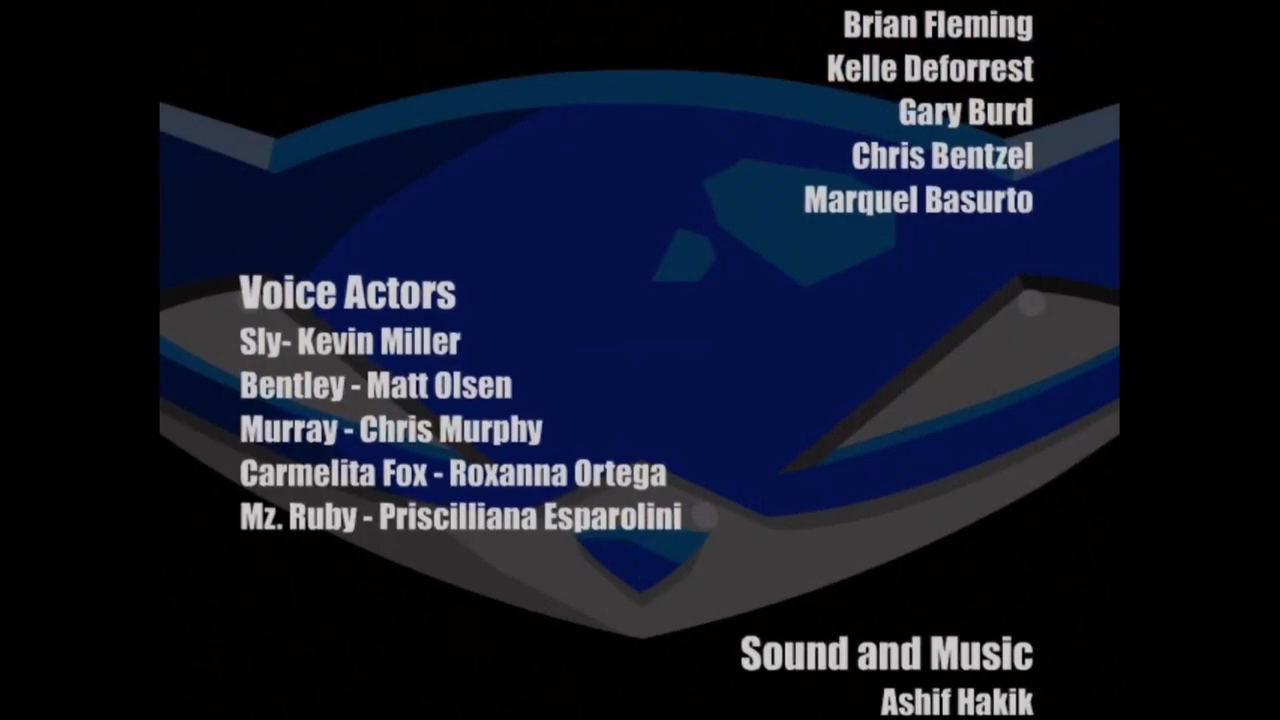 Brian Fleming
Kelle Deforrest
Gary Burd
Chris Bentzel
Marquel Basurto
Voice Actors
Sly- Kevin Miller
Bentley - Matt Olsen
Murray - Chris Murphy
Carmelita Fox - Roxanna Ortega
Mz. Ruby - Priscilliana Esparolini
Sound and Music
Ashif Hakik